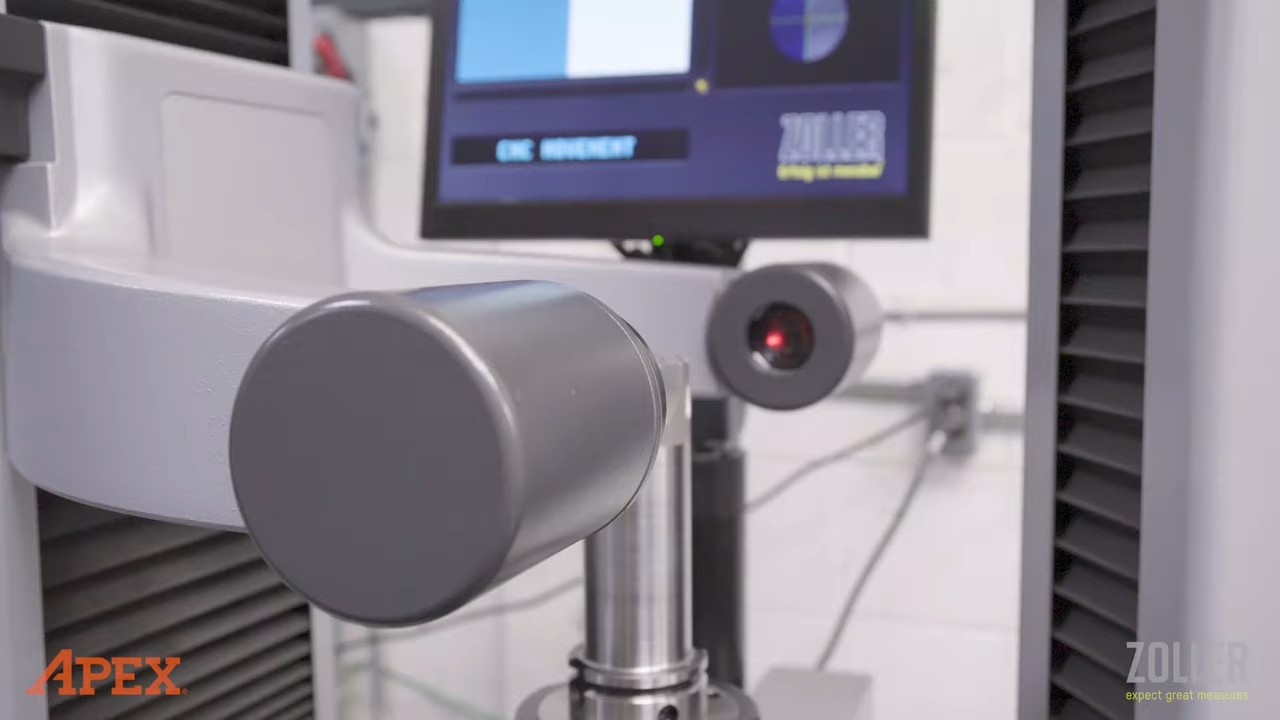 CNC MOVEMENT
ZOLLER
APEX
ZOLLER
expect great measures